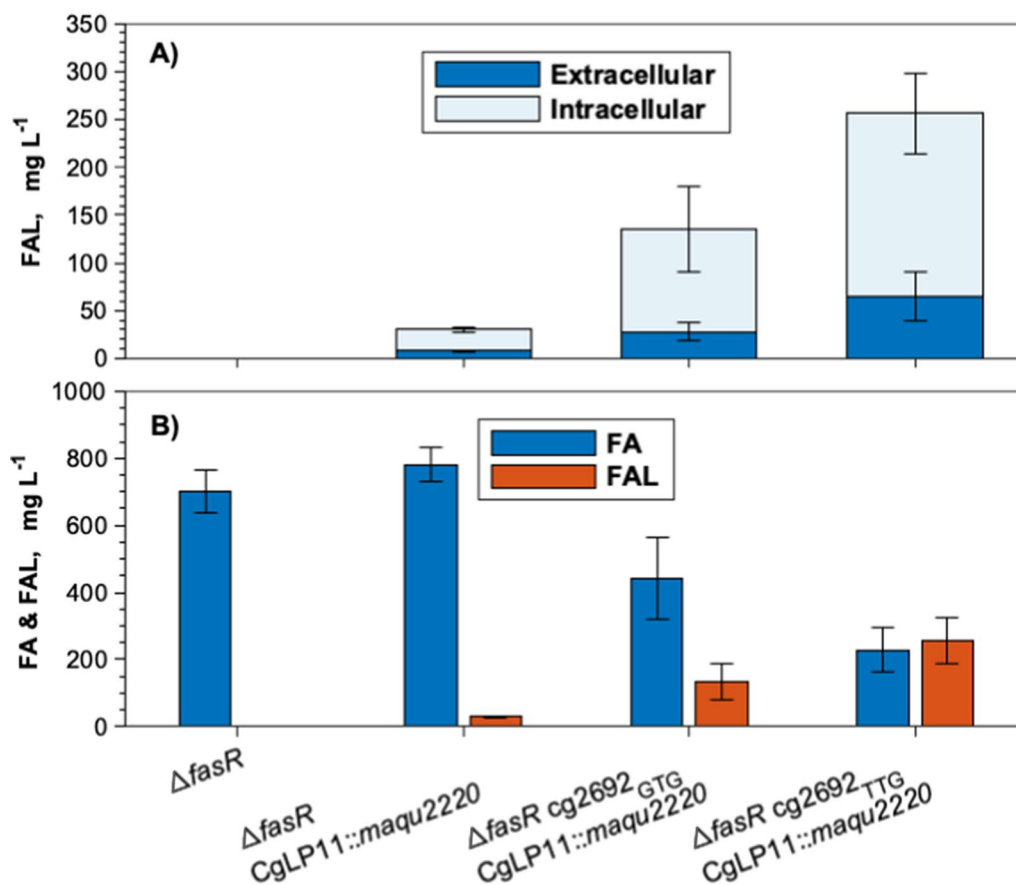 A)
Extracellular
Intracellular
FAL, mg L-1
350
300
250
200
150
100
50
0
B)
FA
FAL
FA & FAL, mg L-1
1000
800
600
400
200
0
ΔfasR
ΔfasR
CgLP11::maqu2220
ΔfasR cg2692GTG
CgLP11::maqu2220
ΔfasR cg2692TTG
CgLP11::maqu2220